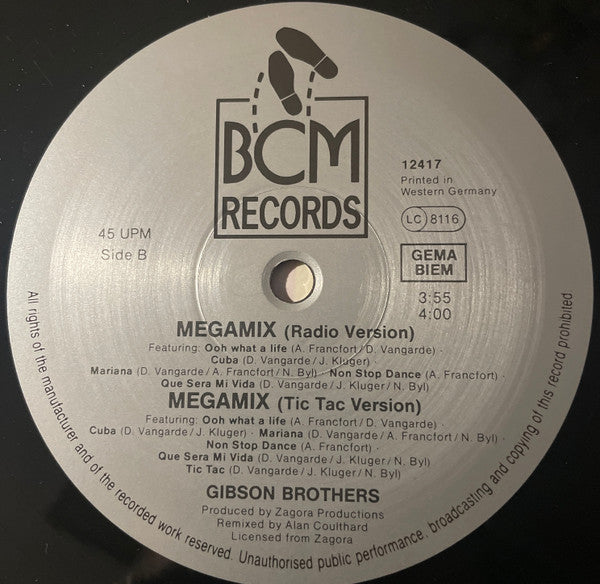 BCM
RECORDS
12417
Printed in
Western Germany
LC 8116
45 UPM
Side B
GEMA
BIEM
3:55
4:00
MEGAMIX (Radio Version)
Featuring: Ooh what a life (A. Francfort/D. Vangarde) ·
Cuba (D. Vangarde/J. Kluger) ·
Mariana (D. Vangarde/A. Francfort/N. Byl) · Non Stop Dance (A. Francfort) ·
Que Sera Mi Vida (D. Vangarde/J. Kluger/N. Byl)
MEGAMIX (Tic Tac Version)
Featuring: Ooh what a life (A. Francfort/D. Vangarde) ·
Cuba (D. Vangarde/J. Kluger) · Mariana (D. Vangarde/A. Francfort/N. Byl) ·
Non Stop Dance (A. Francfort) ·
Que Sera Mi Vida (D. Vangarde/J. Kluger/N. Byl) ·
Tic Tac (D. Vangarde/J. Kluger/N. Byl)
GIBSON BROTHERS
Produced by Zagora Productions
Remixed by Alan Coulthard
Licensed from Zagora
All rights of the manufacturer and of the recorded work reserved. Unauthorised public performance, broadcasting and copying of this record prohibited